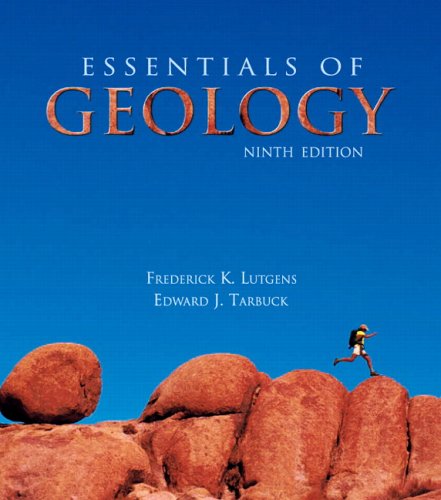 ESSENTIALS OF
GEOLOGY
NINTH EDITION
FREDERICK K. LUTGENS
EDWARD J. TARBUCK